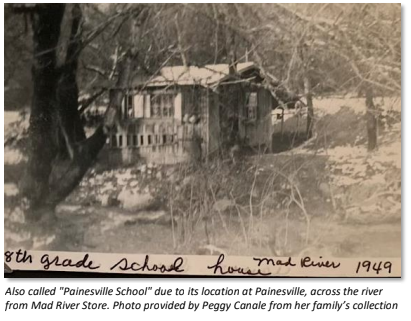 8th grade school house Mad River 1949
Also called "Painesville School" due to its location at Painesville, across the river
from Mad River Store. Photo provided by Peggy Canale from her family's collection